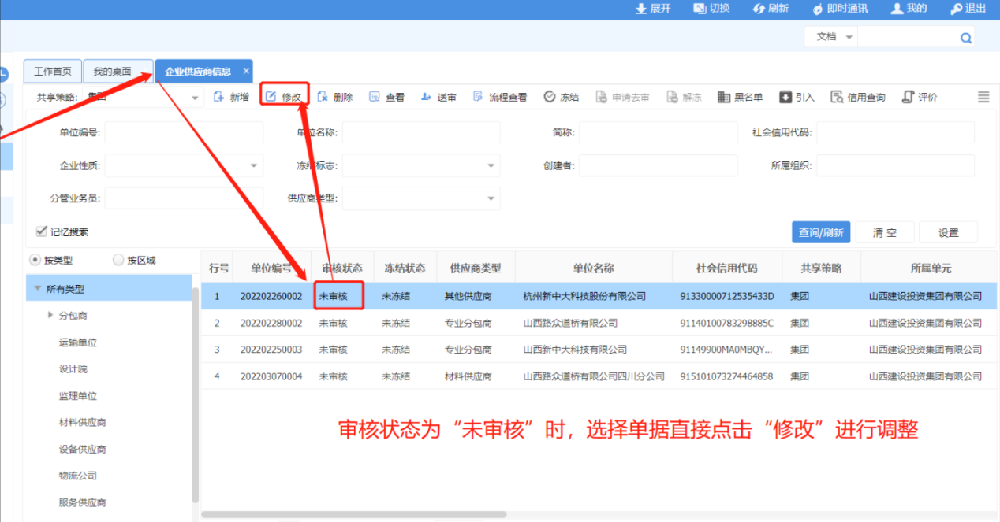 展开 切换 刷新 即时通讯 我的 退出
文档
工作首页 我的桌面 企业供应商信息 ×
共享策略: 集团 新增 修改 删除 查看 送审 流程查看 冻结 申请去审 解冻 黑名单 引入 信用查询 评价
单位编号: 单位名称: 简称: 社会信用代码:
企业性质: 冻结标志: 创建者: 所属组织:
分管业务员: 供应商类型:
记忆搜索 查询/刷新 清 空 设置
按类型 按区域
行号 单位编号 审核状态 冻结状态 供应商类型 单位名称 社会信用代码 共享策略 所属单元
所有类型
1 202202260002 未审核 未冻结 其他供应商 杭州新中大科技股份有限公司 91330000712535433D 集团 山西建设投资集团有限公司
分包商
2 202202280002 未审核 未冻结 专业分包商 山西路众道桥有限公司 91140100783298885C 集团 山西建设投资集团有限公司
运输单位
3 202202250003 未审核 未冻结 专业分包商 山西新中大科技有限公司 91149900MA0MBQY... 集团 山西建设投资集团有限公司
设计院
4 202203070004 未审核 未冻结 材料供应商 山西路众道桥有限公司四川分公司 915101073274464858 集团 山西建设投资集团有限公司
监理单位
材料供应商
审核状态为“未审核”时，选择单据直接点击“修改”进行调整
设备供应商
物流公司
服务供应商